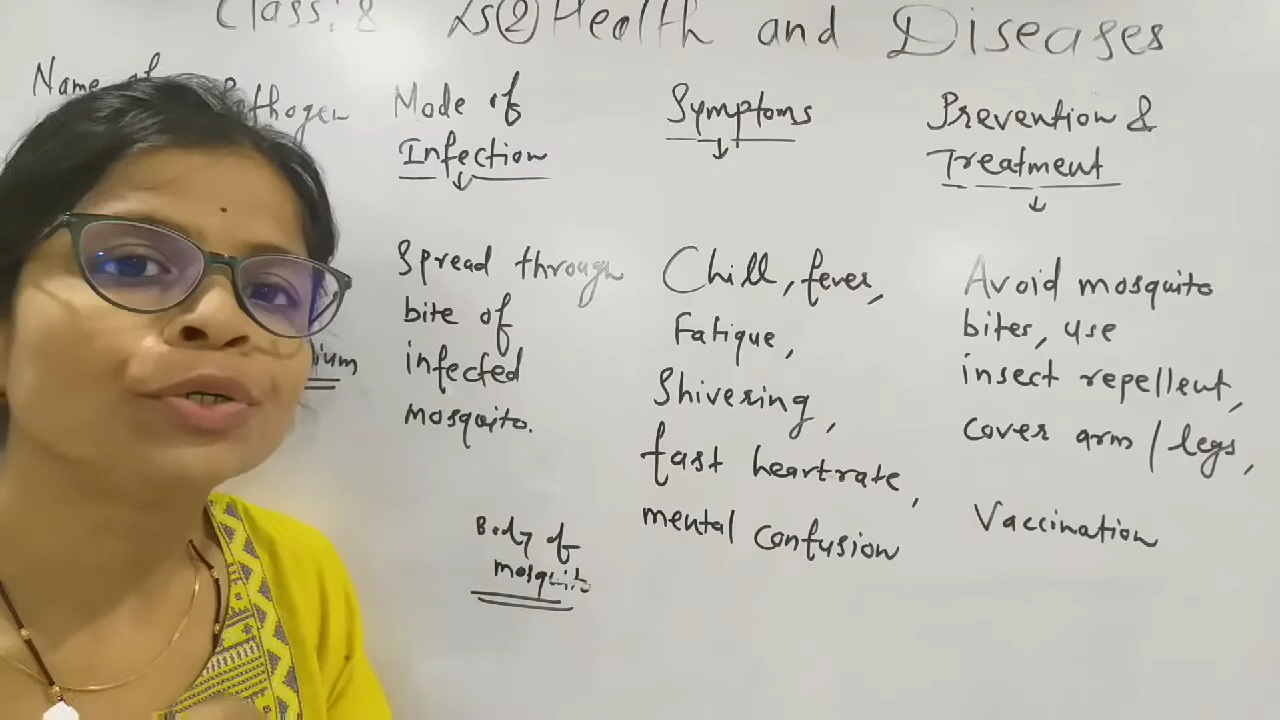 Class: 8 Ls 2 Health and Diseases
Name of
Pathogen
Mode of
Infection
Symptoms
Prevention &
Treatment
Spread through
bite of
infected
mosquito.
Body of
mosquito
Chill, fever,
Fatigue,
Shivering,
fast heartrate,
mental confusion
Avoid mosquito
bites, use
insect repellent,
cover arm / legs,
Vaccination